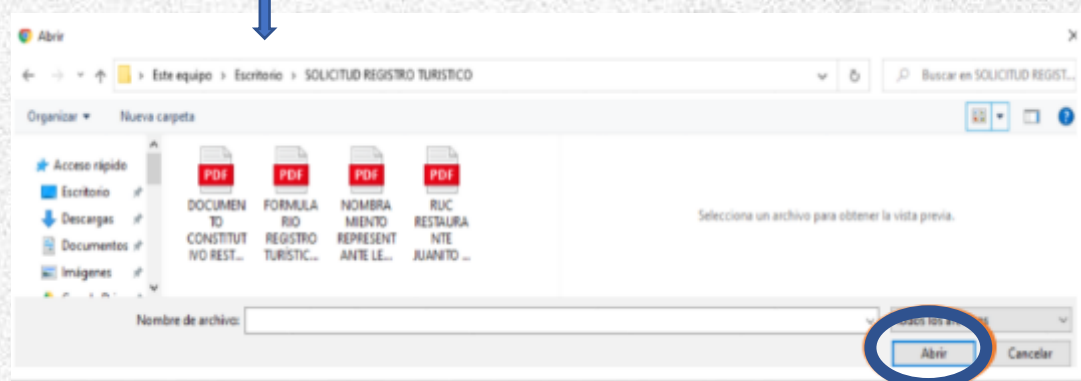 Abrir
Este equipo > Escritorio > SOLICITUD REGISTRO TURISTICO
Buscar en SOLICITUD REGIST...
Organizar
Nueva carpeta
Acceso rápido
Escritorio
Descargas
Documentos
Imágenes
PDF
DOCUMEN
TO
CONSTITUT
IVO REST...
PDF
FORMULA
RIO
REGISTRO
TURÍSTIC...
PDF
NOMBRA
MIENTO
REPRESENT
ANTE LE...
PDF
RUC
RESTAURA
NTE
JUANITO ...
Selecciona un archivo para obtener la vista previa.
Nombre de archivo:
Abrir
Cancelar